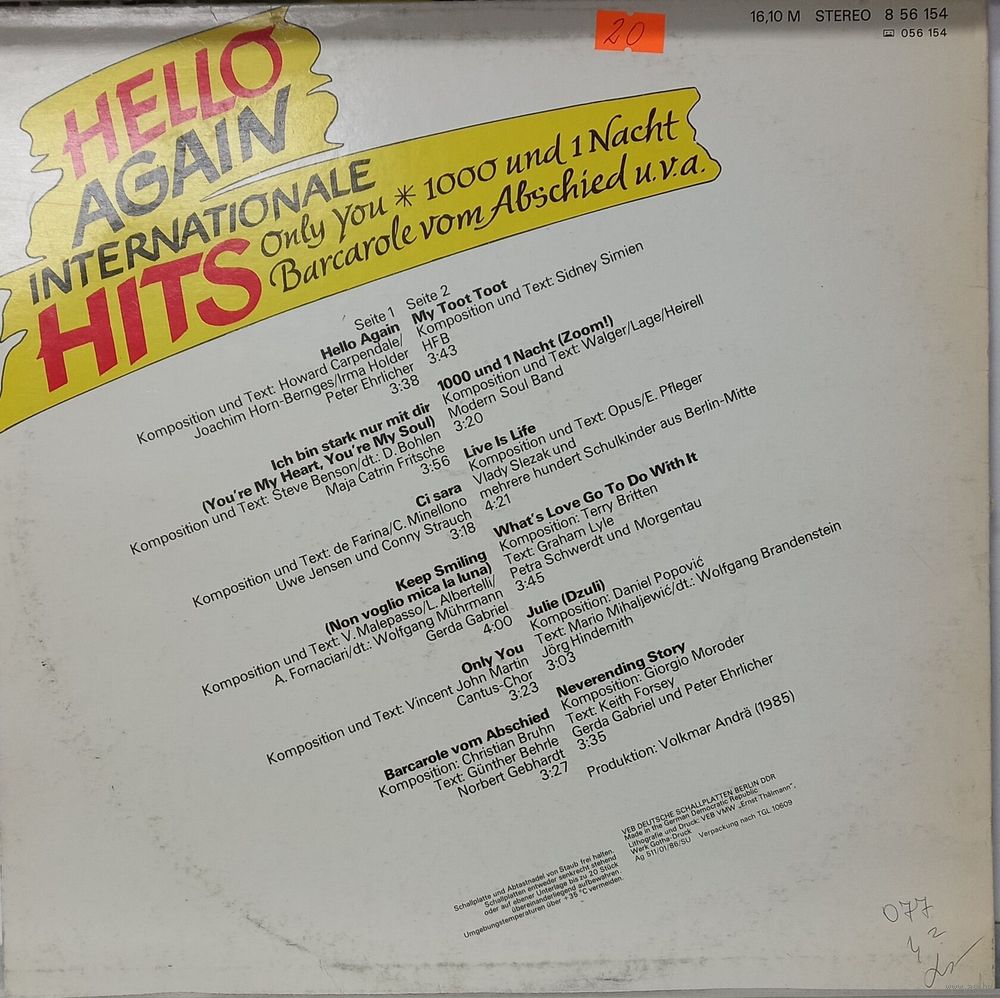 16,10 M STEREO 8 56 154
056 154
20
HELLO
AGAIN
INTERNATIONALE
HITS
Only You * 1000 und 1 Nacht
Barcarole vom Abschied u.v.a.
Seite 1
Hello Again
Komposition und Text: Howard Carpendale/
Joachim Horn-Bernges/Irma Holder
Peter Ehrlicher
3:38
Ich bin stark nur mit dir
(You're My Heart, You're My Soul)
Komposition und Text: Steve Benson/dt.: D. Bohlen
Maja Catrin Fritsche
3:56
Ci sara
Komposition und Text: de Farina/C. Minellono
Uwe Jensen und Conny Strauch
3:18
Keep Smiling
(Non voglio mica la luna)
Komposition und Text: V. Malepasso/L. Albertelli/
A. Fornaciari/dt.: Wolfgang Mührmann
Gerda Gabriel
4:00
Only You
Komposition und Text: Vincent John Martin
Cantus-Chor
3:23
Barcarole vom Abschied
Komposition: Christian Bruhn
Text: Günther Behrle
Norbert Gebhardt
3:27
Seite 2
My Toot Toot
Komposition und Text: Sidney Simien
HFB
3:43
1000 und 1 Nacht (Zoom!)
Komposition und Text: Walger/Lage/Heirell
Modern Soul Band
3:20
Live Is Life
Komposition und Text: Opus/E. Pfleger
Vlady Slezak und
mehrere hundert Schulkinder aus Berlin-Mitte
4:21
What's Love Go To Do With It
Komposition: Terry Britten
Text: Graham Lyle
Petra Schwerdt und Morgentau
3:45
Julie (Dzuli)
Komposition: Daniel Popović
Text: Mario Mihaljewić/dt.: Wolfgang Brandenstein
Jörg Hindemith
3:03
Neverending Story
Komposition: Giorgio Moroder
Text: Keith Forsey
Gerda Gabriel und Peter Ehrlicher
3:35
Produktion: Volkmar Andrä (1985)
Schallplatte und Abtastnadel von Staub frei halten.
Schallplatten entweder senkrecht stehend
oder auf ebener Unterlage bis zu 20 Stück
übereinanderliegend aufbewahren.
Umgebungstemperaturen über +35 °C vermeiden.
VEB DEUTSCHE SCHALLPLATTEN BERLIN DDR
Made in the German Democratic Republic
Lithografie und Druck: VEB VMW „Ernst Thälmann",
Werk Gotha-Druck Verpackung nach TGL 10609
Ag 511/01/86/SU
077